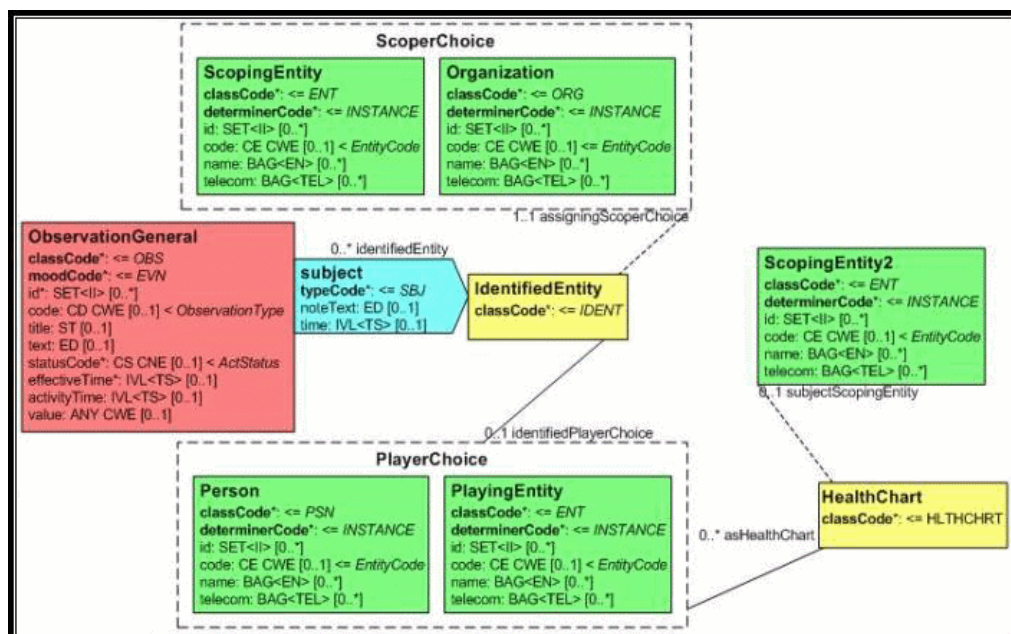 ScoperChoice
ScopingEntity
classCode*: <= ENT
determinerCode*: <= INSTANCE
id: SET<II> [0..*]
code: CE CWE [0..1] < EntityCode
name: BAG<EN> [0..*]
telecom: BAG<TEL> [0..*]
Organization
classCode*: <= ORG
determinerCode*: <= INSTANCE
id: SET<II> [0..*]
code: CE CWE [0..1] <= EntityCode
name: BAG<EN> [0..*]
telecom: BAG<TEL> [0..*]
1..1 assigningScoperChoice
ObservationGeneral
classCode*: <= OBS
moodCode*: <= EVN
id*: SET<II> [0..*]
code: CD CWE [0..1] < ObservationType
title: ST [0..1]
text: ED [0..1]
statusCode*: CS CNE [0..1] < ActStatus
effectiveTime*: IVL<TS> [0..1]
activityTime: IVL<TS> [0..1]
value: ANY CWE [0..1]
0..* identifiedEntity
subject
typeCode*: <= SBJ
noteText: ED [0..1]
time: IVL<TS> [0..1]
IdentifiedEntity
classCode*: <= IDENT
ScopingEntity2
classCode*: <= ENT
determinerCode*: <= INSTANCE
id: SET<II> [0..*]
code: CE CWE [0..1] < EntityCode
name: BAG<EN> [0..*]
telecom: BAG<TEL> [0..*]
0..1 subjectScopingEntity
0..1 identifiedPlayerChoice
PlayerChoice
Person
classCode*: <= PSN
determinerCode*: <= INSTANCE
id: SET<II> [0..*]
code: CE CWE [0..1] <= EntityCode
name: BAG<EN> [0..*]
telecom: BAG<TEL> [0..*]
PlayingEntity
classCode*: <= ENT
determinerCode*: <= INSTANCE
id: SET<II> [0..*]
code: CE CWE [0..1] < EntityCode
name: BAG<EN> [0..*]
telecom: BAG<TEL> [0..*]
HealthChart
classCode*: <= HLTHCHRT
0..* asHealthChart